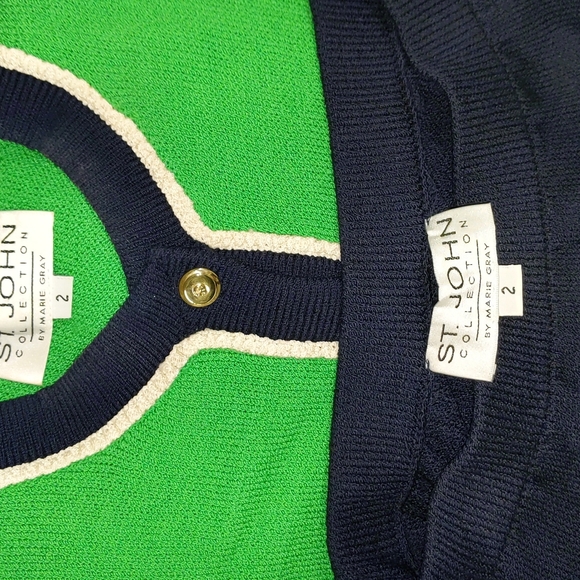 ST. JOHN
COLLECTION
BY MARIE GRAY
2
ST. JOHN
COLLECTION
BY MARIE GRAY
2